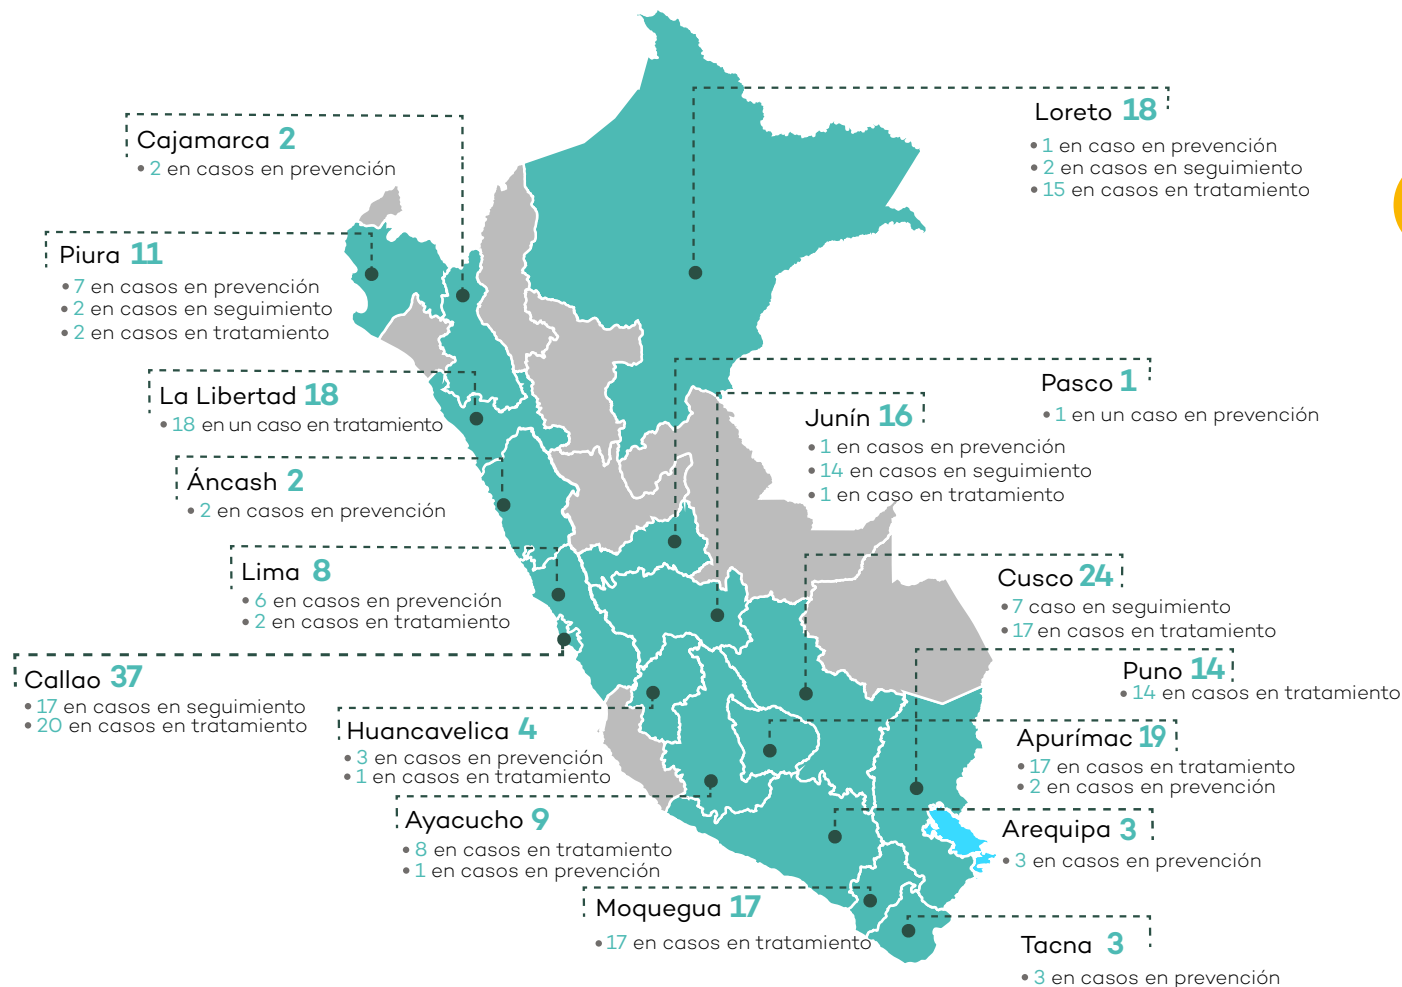 Cajamarca 2
• 2 en casos en prevención
Loreto 18
• 1 en caso en prevención
• 2 en casos en seguimiento
• 15 en casos en tratamiento
Piura 11
• 7 en casos en prevención
• 2 en casos en seguimiento
• 2 en casos en tratamiento
La Libertad 18
• 18 en un caso en tratamiento
Pasco 1
• 1 en un caso en prevención
Junín 16
• 1 en casos en prevención
• 14 en casos en seguimiento
• 1 en caso en tratamiento
Áncash 2
• 2 en casos en prevención
Lima 8
• 6 en casos en prevención
• 2 en casos en tratamiento
Cusco 24
• 7 caso en seguimiento
• 17 en casos en tratamiento
Callao 37
• 17 en casos en seguimiento
• 20 en casos en tratamiento
Puno 14
• 14 en casos en tratamiento
Huancavelica 4
• 3 en casos en prevención
• 1 en casos en tratamiento
Apurímac 19
• 17 en casos en tratamiento
• 2 en casos en prevención
Ayacucho 9
• 8 en casos en tratamiento
• 1 en casos en prevención
Arequipa 3
• 3 en casos en prevención
Moquegua 17
• 17 en casos en tratamiento
Tacna 3
• 3 en casos en prevención